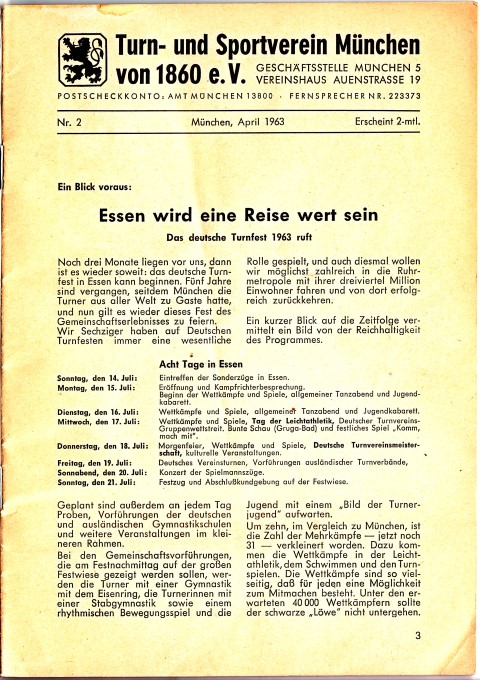 Turn- und Sportverein München
von 1860 e.V. GESCHÄFTSSTELLE MÜNCHEN 5
VEREINSHAUS AUENSTRASSE 19
POSTSCHECKKONTO: AMT MÜNCHEN 13800 · FERNSPRECHER NR. 223373
Nr. 2 München, April 1963 Erscheint 2-mtl.
Ein Blick voraus:
Essen wird eine Reise wert sein
Das deutsche Turnfest 1963 ruft
Noch drei Monate liegen vor uns, dann
ist es wieder soweit: das deutsche Turn-
fest in Essen kann beginnen. Fünf Jahre
sind vergangen, seitdem München die
Turner aus aller Welt zu Gaste hatte,
und nun gilt es wieder dieses Fest des
Gemeinschaftserlebnisses zu feiern.
Wir Sechziger haben auf Deutschen
Turnfesten immer eine wesentliche
Rolle gespielt, und auch diesmal wollen
wir möglichst zahlreich in die Ruhr-
metropole mit ihrer dreiviertel Million
Einwohner fahren und von dort erfolg-
reich zurückkehren.
Ein kurzer Blick auf die Zeitfolge ver-
mittelt ein Bild von der Reichhaltigkeit
des Programmes.
Acht Tage in Essen
Sonntag, den 14. Juli: Eintreffen der Sonderzüge in Essen.
Montag, den 15. Juli: Eröffnung und Kampfrichterbesprechung.
Beginn der Wettkämpfe und Spiele, allgemeiner Tanzabend und Jugend-
kabarett.
Dienstag, den 16. Juli: Wettkämpfe und Spiele, allgemeiner Tanzabend und Jugendkabarett.
Mittwoch, den 17. Juli: Wettkämpfe und Spiele, Tag der Leichtathletik, Deutscher Turnvereins-
Gruppenwettstreit. Bunte Schau (Gruga-Bad) und festliches Spiel „Komm,
mach mit".
Donnerstag, den 18. Juli: Morgenfeier, Wettkämpfe und Spiele, Deutsche Turnvereinsmeister-
schaft, kulturelle Veranstaltungen.
Freitag, den 19. Juli: Deutsches Vereinsturnen, Vorführungen ausländischer Turnverbände,
Sonnabend, den 20. Juli: Konzert der Spielmannszüge.
Sonntag, den 21. Juli: Festzug und Abschlußkundgebung auf der Festwiese.
Geplant sind außerdem an jedem Tag
Proben, Vorführungen der deutschen
und ausländischen Gymnastikschulen
und weitere Veranstaltungen im klei-
neren Rahmen.
Bei den Gemeinschaftsvorführungen,
die am Festnachmittag auf der großen
Festwiese gezeigt werden sollen, wer-
den die Turner mit einer Gymnastik
mit dem Eisenring, die Turnerinnen mit
einer Stabgymnastik sowie einem
rhythmischen Bewegungsspiel und die
Jugend mit einem „Bild der Turner-
jugend" aufwarten.
Um zehn, im Vergleich zu München, ist
die Zahl der Mehrkämpfe — jetzt noch
31 — verkleinert worden. Dazu kom-
men die Wettkämpfe in der Leicht-
athletik, dem Schwimmen und den Turn-
spielen. Die Wettkämpfe sind so viel-
seitig, daß für jeden eine Möglichkeit
zum Mitmachen besteht. Unter den er-
warteten 40 000 Wettkämpfern sollte
der schwarze „Löwe" nicht untergehen.
3